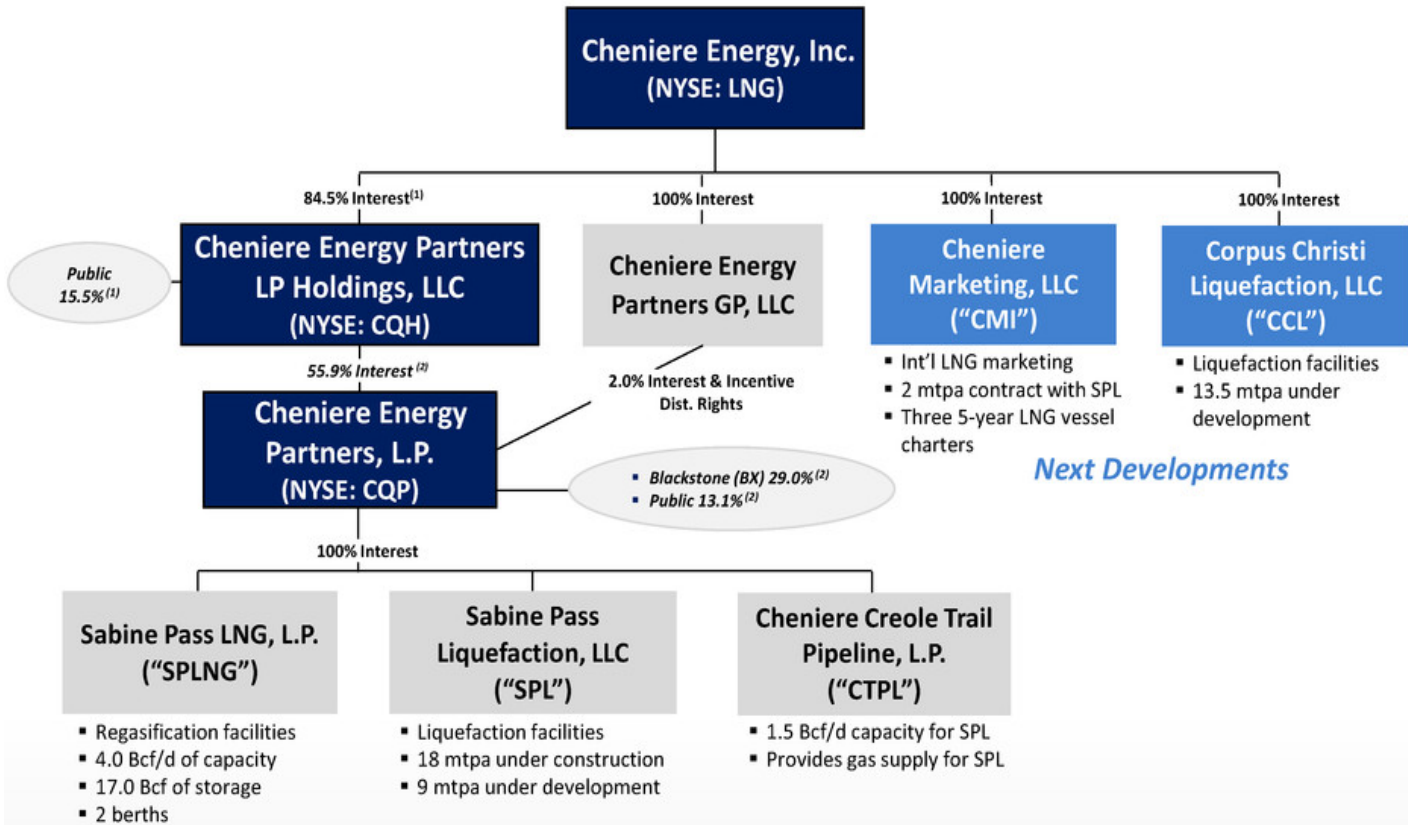 Cheniere Energy, Inc.
(NYSE: LNG)
84.5% Interest(1)
100% Interest
100% Interest
100% Interest
Public
15.5%(1)
Cheniere Energy Partners
LP Holdings, LLC
(NYSE: CQH)
Cheniere Energy
Partners GP, LLC
Cheniere
Marketing, LLC
(“CMI”)
▪ Int’l LNG marketing
▪ 2 mtpa contract with SPL
▪ Three 5-year LNG vessel
charters
Corpus Christi
Liquefaction, LLC
(“CCL”)
▪ Liquefaction facilities
▪ 13.5 mtpa under
development
Next Developments
55.9% Interest(2)
2.0% Interest & Incentive
Dist. Rights
Cheniere Energy
Partners, L.P.
(NYSE: CQP)
▪ Blackstone (BX) 29.0%(2)
▪ Public 13.1%(2)
100% Interest
Sabine Pass LNG, L.P.
(“SPLNG”)
▪ Regasification facilities
▪ 4.0 Bcf/d of capacity
▪ 17.0 Bcf of storage
▪ 2 berths
Sabine Pass
Liquefaction, LLC
(“SPL”)
▪ Liquefaction facilities
▪ 18 mtpa under construction
▪ 9 mtpa under development
Cheniere Creole Trail
Pipeline, L.P.
(“CTPL”)
▪ 1.5 Bcf/d capacity for SPL
▪ Provides gas supply for SPL